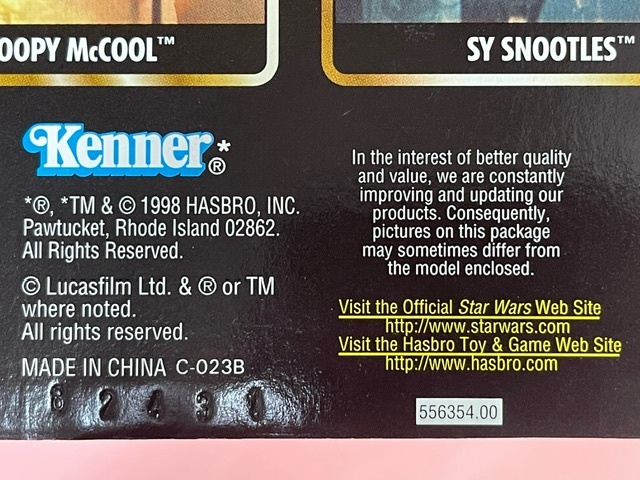 OOPY McCOOL™
SY SNOOTLES™
Kenner*®
*®, *TM & © 1998 HASBRO, INC.
Pawtucket, Rhode Island 02862.
All Rights Reserved.
© Lucasfilm Ltd. & ® or TM
where noted.
All rights reserved.
MADE IN CHINA C-023B
In the interest of better quality
and value, we are constantly
improving and updating our
products. Consequently,
pictures on this package
may sometimes differ from
the model enclosed.
Visit the Official Star Wars Web Site
http://www.starwars.com
Visit the Hasbro Toy & Game Web Site
http://www.hasbro.com
556354.00